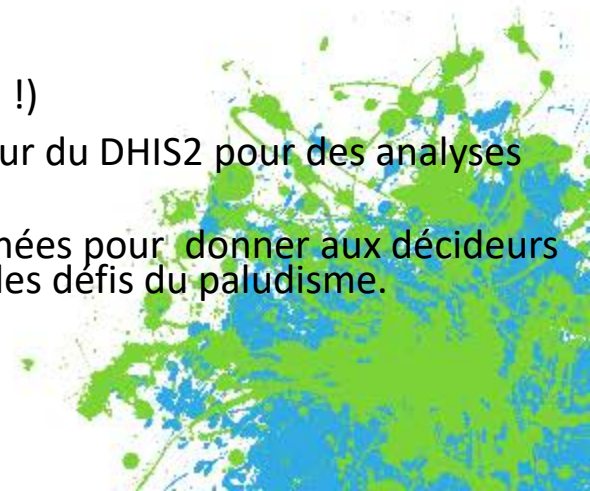 !)
ur du DHIS2 pour des analyses
nées pour donner aux décideurs
les défis du paludisme.